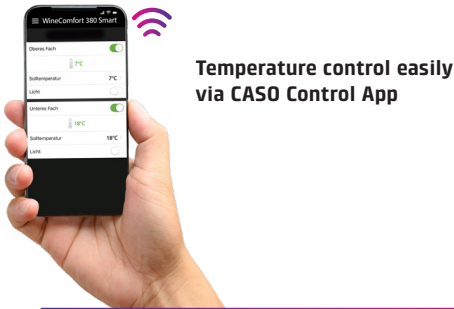 WineComfort 380 Smart
Oberes Fach
7°C
Solltemperatur 7°C
Licht
Unteres Fach
18°C
Solltemperatur 18°C
Licht
Temperature control easily
via CASO Control App